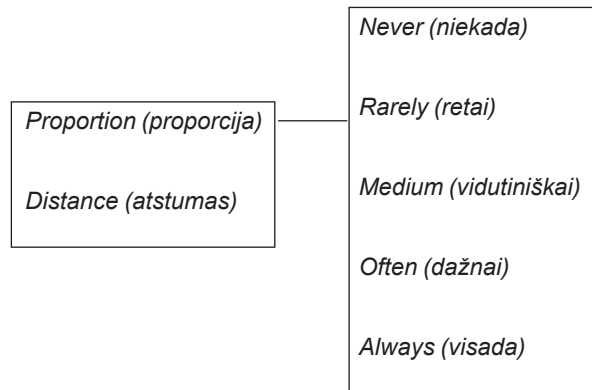 Proportion (proporcija)
Distance (atstumas)
Never (niekada)
Rarely (retai)
Medium (vidutiniškai)
Often (dažnai)
Always (visada)